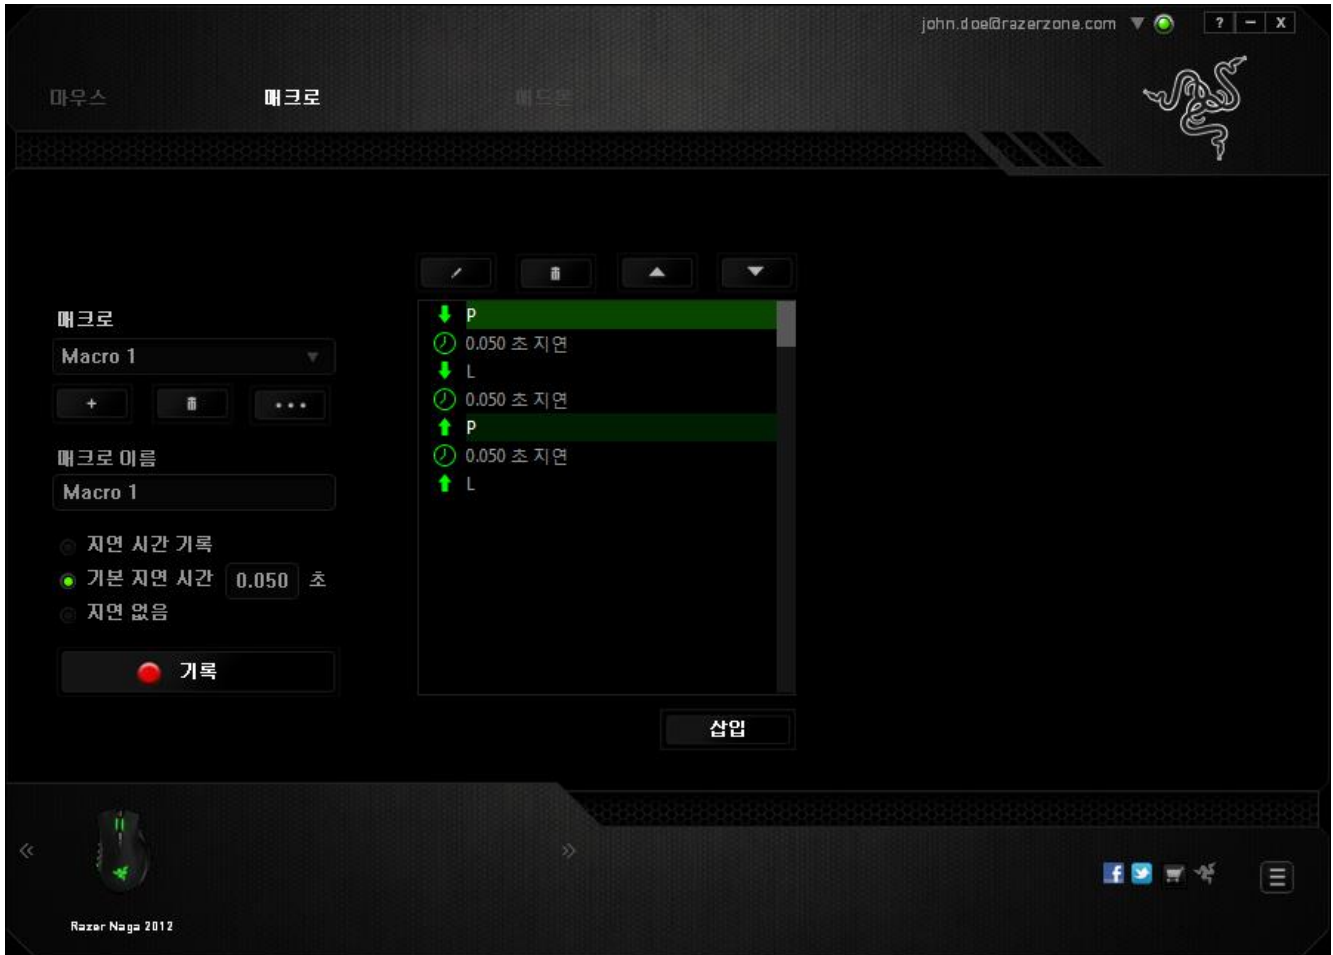 john.doe@razerzone.com
? − X
마우스 매크로 애드온
매크로
Macro 1
매크로 이름
Macro 1
지연 시간 기록
기본 지연 시간 0.050 초
지연 없음
기록
P
0.050 초 지연
L
0.050 초 지연
P
0.050 초 지연
L
삽입
Razer Naga 2012